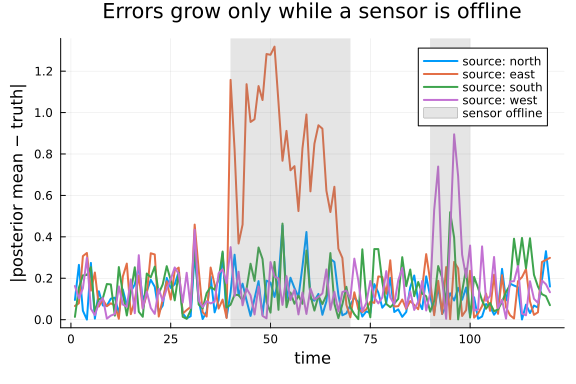 Errors grow only while a sensor is offline
|posterior mean − truth|
1.2
1.0
0.8
0.6
0.4
0.2
0.0
source: north
source: east
source: south
source: west
sensor offline
0 25 50 75 100
time